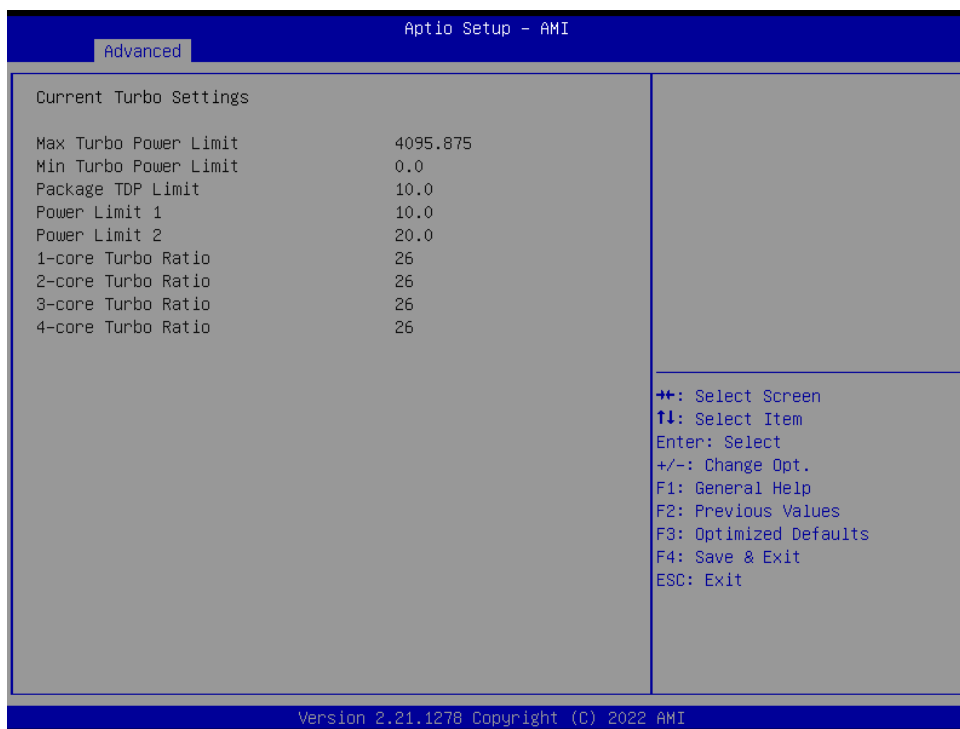 Aptio Setup – AMI
Advanced
Current Turbo Settings
Max Turbo Power Limit 4095.875
Min Turbo Power Limit 0.0
Package TDP Limit 10.0
Power Limit 1 10.0
Power Limit 2 20.0
1-core Turbo Ratio 26
2-core Turbo Ratio 26
3-core Turbo Ratio 26
4-core Turbo Ratio 26
→←: Select Screen
↑↓: Select Item
Enter: Select
+/-: Change Opt.
F1: General Help
F2: Previous Values
F3: Optimized Defaults
F4: Save & Exit
ESC: Exit
Version 2.21.1278 Copyright (C) 2022 AMI